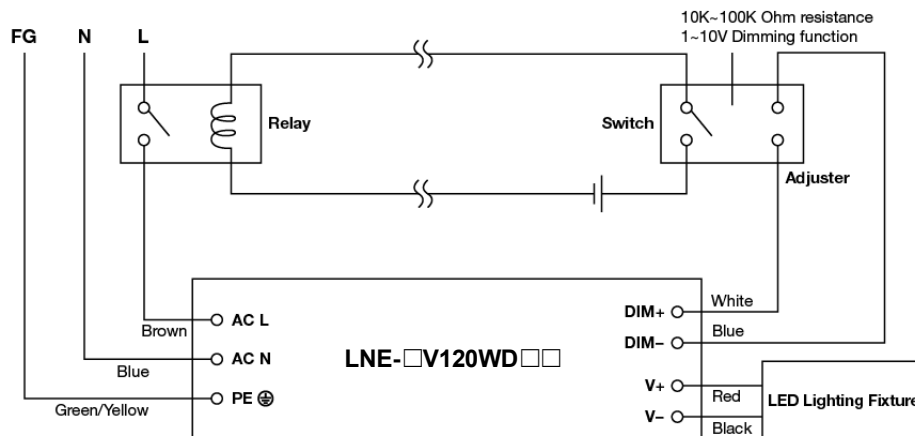 10K~100K Ohm resistance
1~10V Dimming function
FG
N
L
Relay
Switch
Adjuster
Brown
AC L
Blue
AC N
Green/Yellow
PE
LNE-□V120WD□□
DIM+
White
DIM–
Blue
V+
Red
V–
Black
LED Lighting Fixture